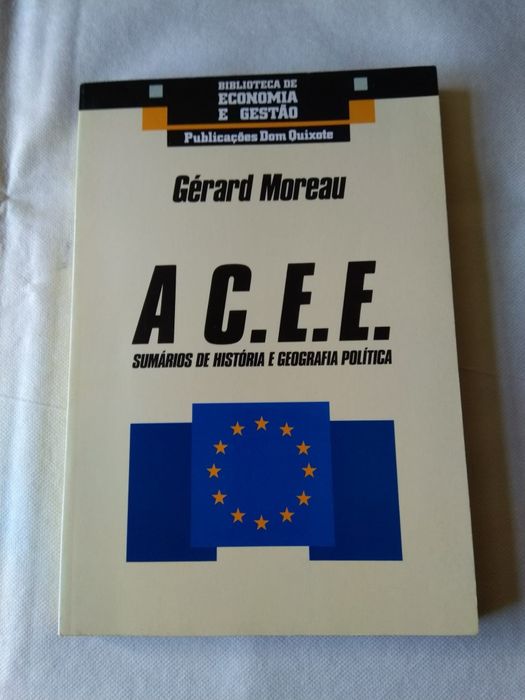 BIBLIOTECA DE
ECONOMIA
E GESTÃO
Publicações Dom Quixote
Gérard Moreau
A C.E.E.
SUMÁRIOS DE HISTÓRIA E GEOGRAFIA POLÍTICA